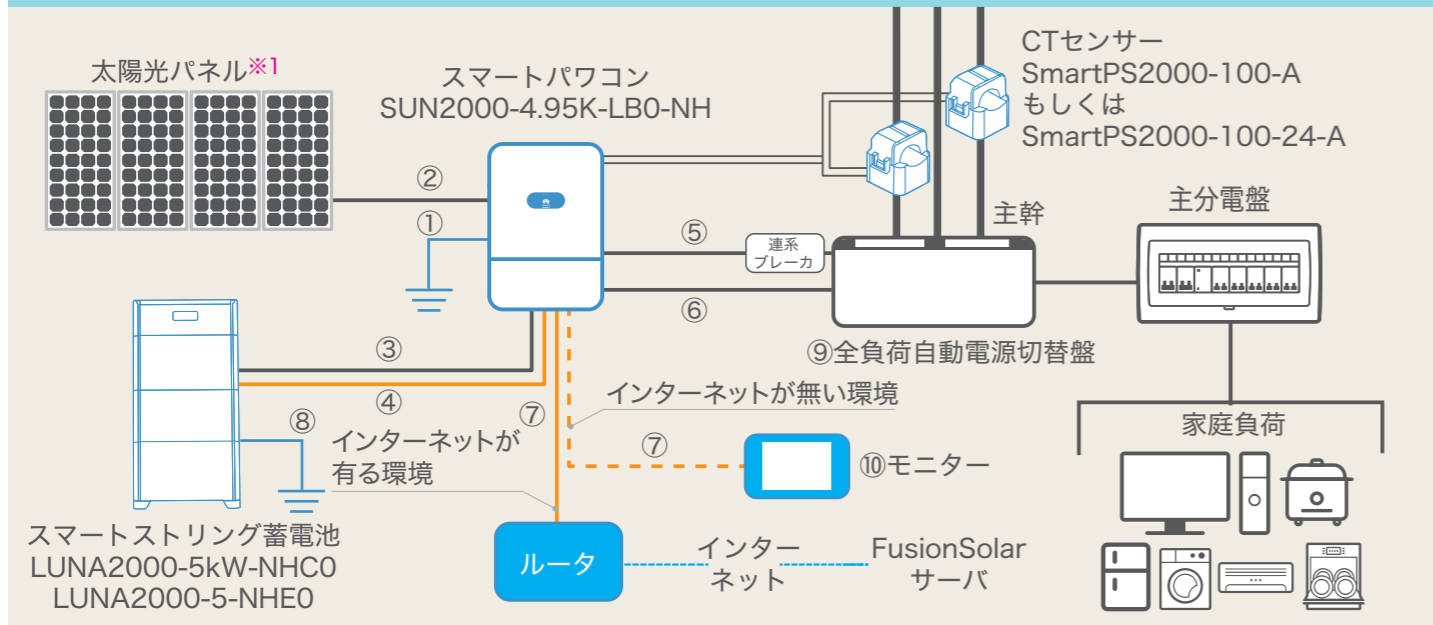 太陽光パネル※1
スマートパワコン
SUN2000-4.95K-LB0-NH
CTセンサー
SmartPS2000-100-A
もしくは
SmartPS2000-100-24-A
②
①
⑤
連系
ブレーカ
主幹
主分電盤
⑥
⑨全負荷自動電源切替盤
③
④
⑧
⑦
インターネットが無い環境
インターネットが
有る環境
⑦
⑩モニター
家庭負荷
スマートストリング蓄電池
LUNA2000-5kW-NHC0
LUNA2000-5-NHE0
ルータ
インター
ネット
FusionSolar
サーバ